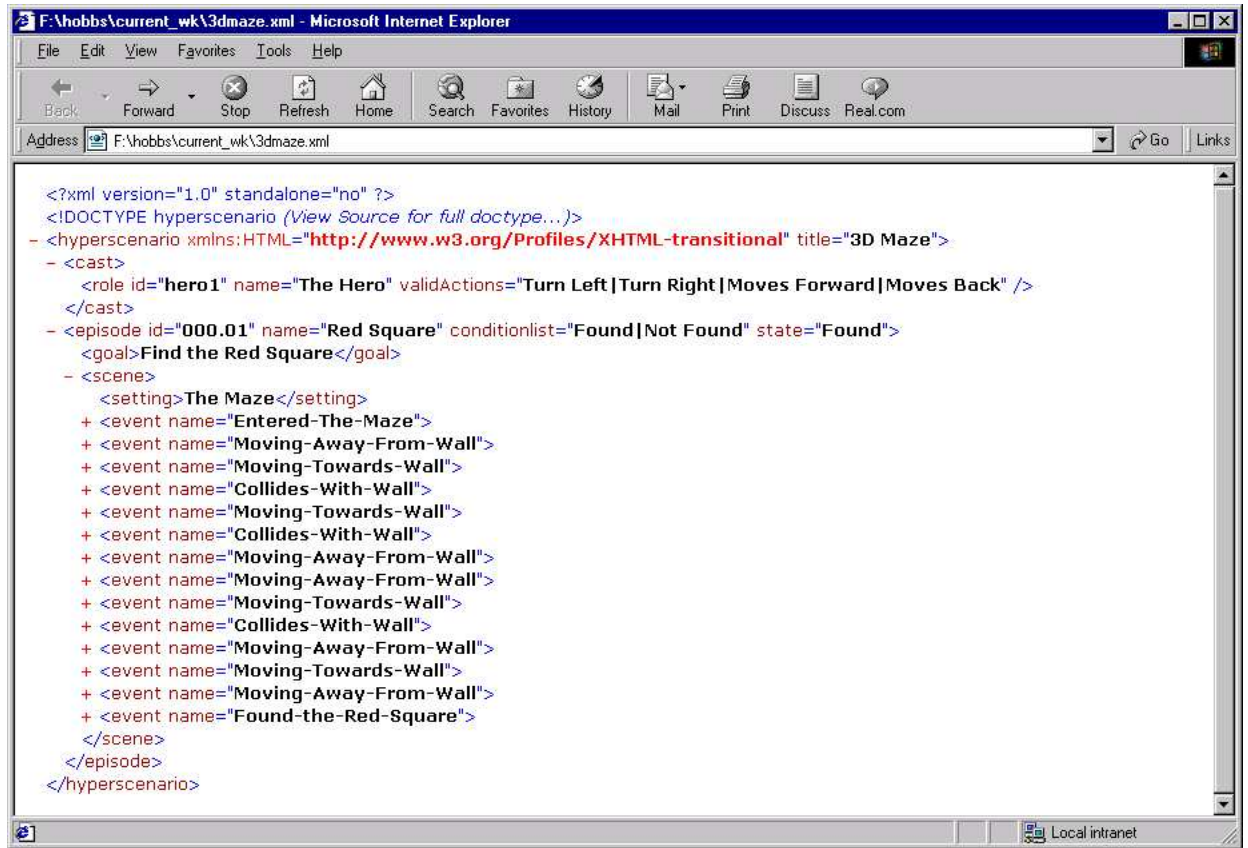 F:\hobbs\current_wk\3dmaze.xml - Microsoft Internet Explorer
File Edit View Favorites Tools Help
Back Forward Stop Refresh Home Search Favorites History Mail Print Discuss Real.com
Address F:\hobbs\current_wk\3dmaze.xml Go Links
<?xml version="1.0" standalone="no" ?>
<!DOCTYPE hyperscenario (View Source for full doctype...)>
- <hyperscenario xmlns:HTML="http://www.w3.org/Profiles/XHTML-transitional" title="3D Maze">
- <cast>
<role id="hero1" name="The Hero" validActions="Turn Left|Turn Right|Moves Forward|Moves Back" />
</cast>
- <episode id="000.01" name="Red Square" conditionlist="Found|Not Found" state="Found">
<goal>Find the Red Square</goal>
- <scene>
<setting>The Maze</setting>
+ <event name="Entered-The-Maze">
+ <event name="Moving-Away-From-Wall">
+ <event name="Moving-Towards-Wall">
+ <event name="Collides-With-Wall">
+ <event name="Moving-Towards-Wall">
+ <event name="Collides-With-Wall">
+ <event name="Moving-Away-From-Wall">
+ <event name="Moving-Away-From-Wall">
+ <event name="Moving-Towards-Wall">
+ <event name="Collides-With-Wall">
+ <event name="Moving-Away-From-Wall">
+ <event name="Moving-Towards-Wall">
+ <event name="Moving-Away-From-Wall">
+ <event name="Found-the-Red-Square">
</scene>
</episode>
</hyperscenario>
Local intranet